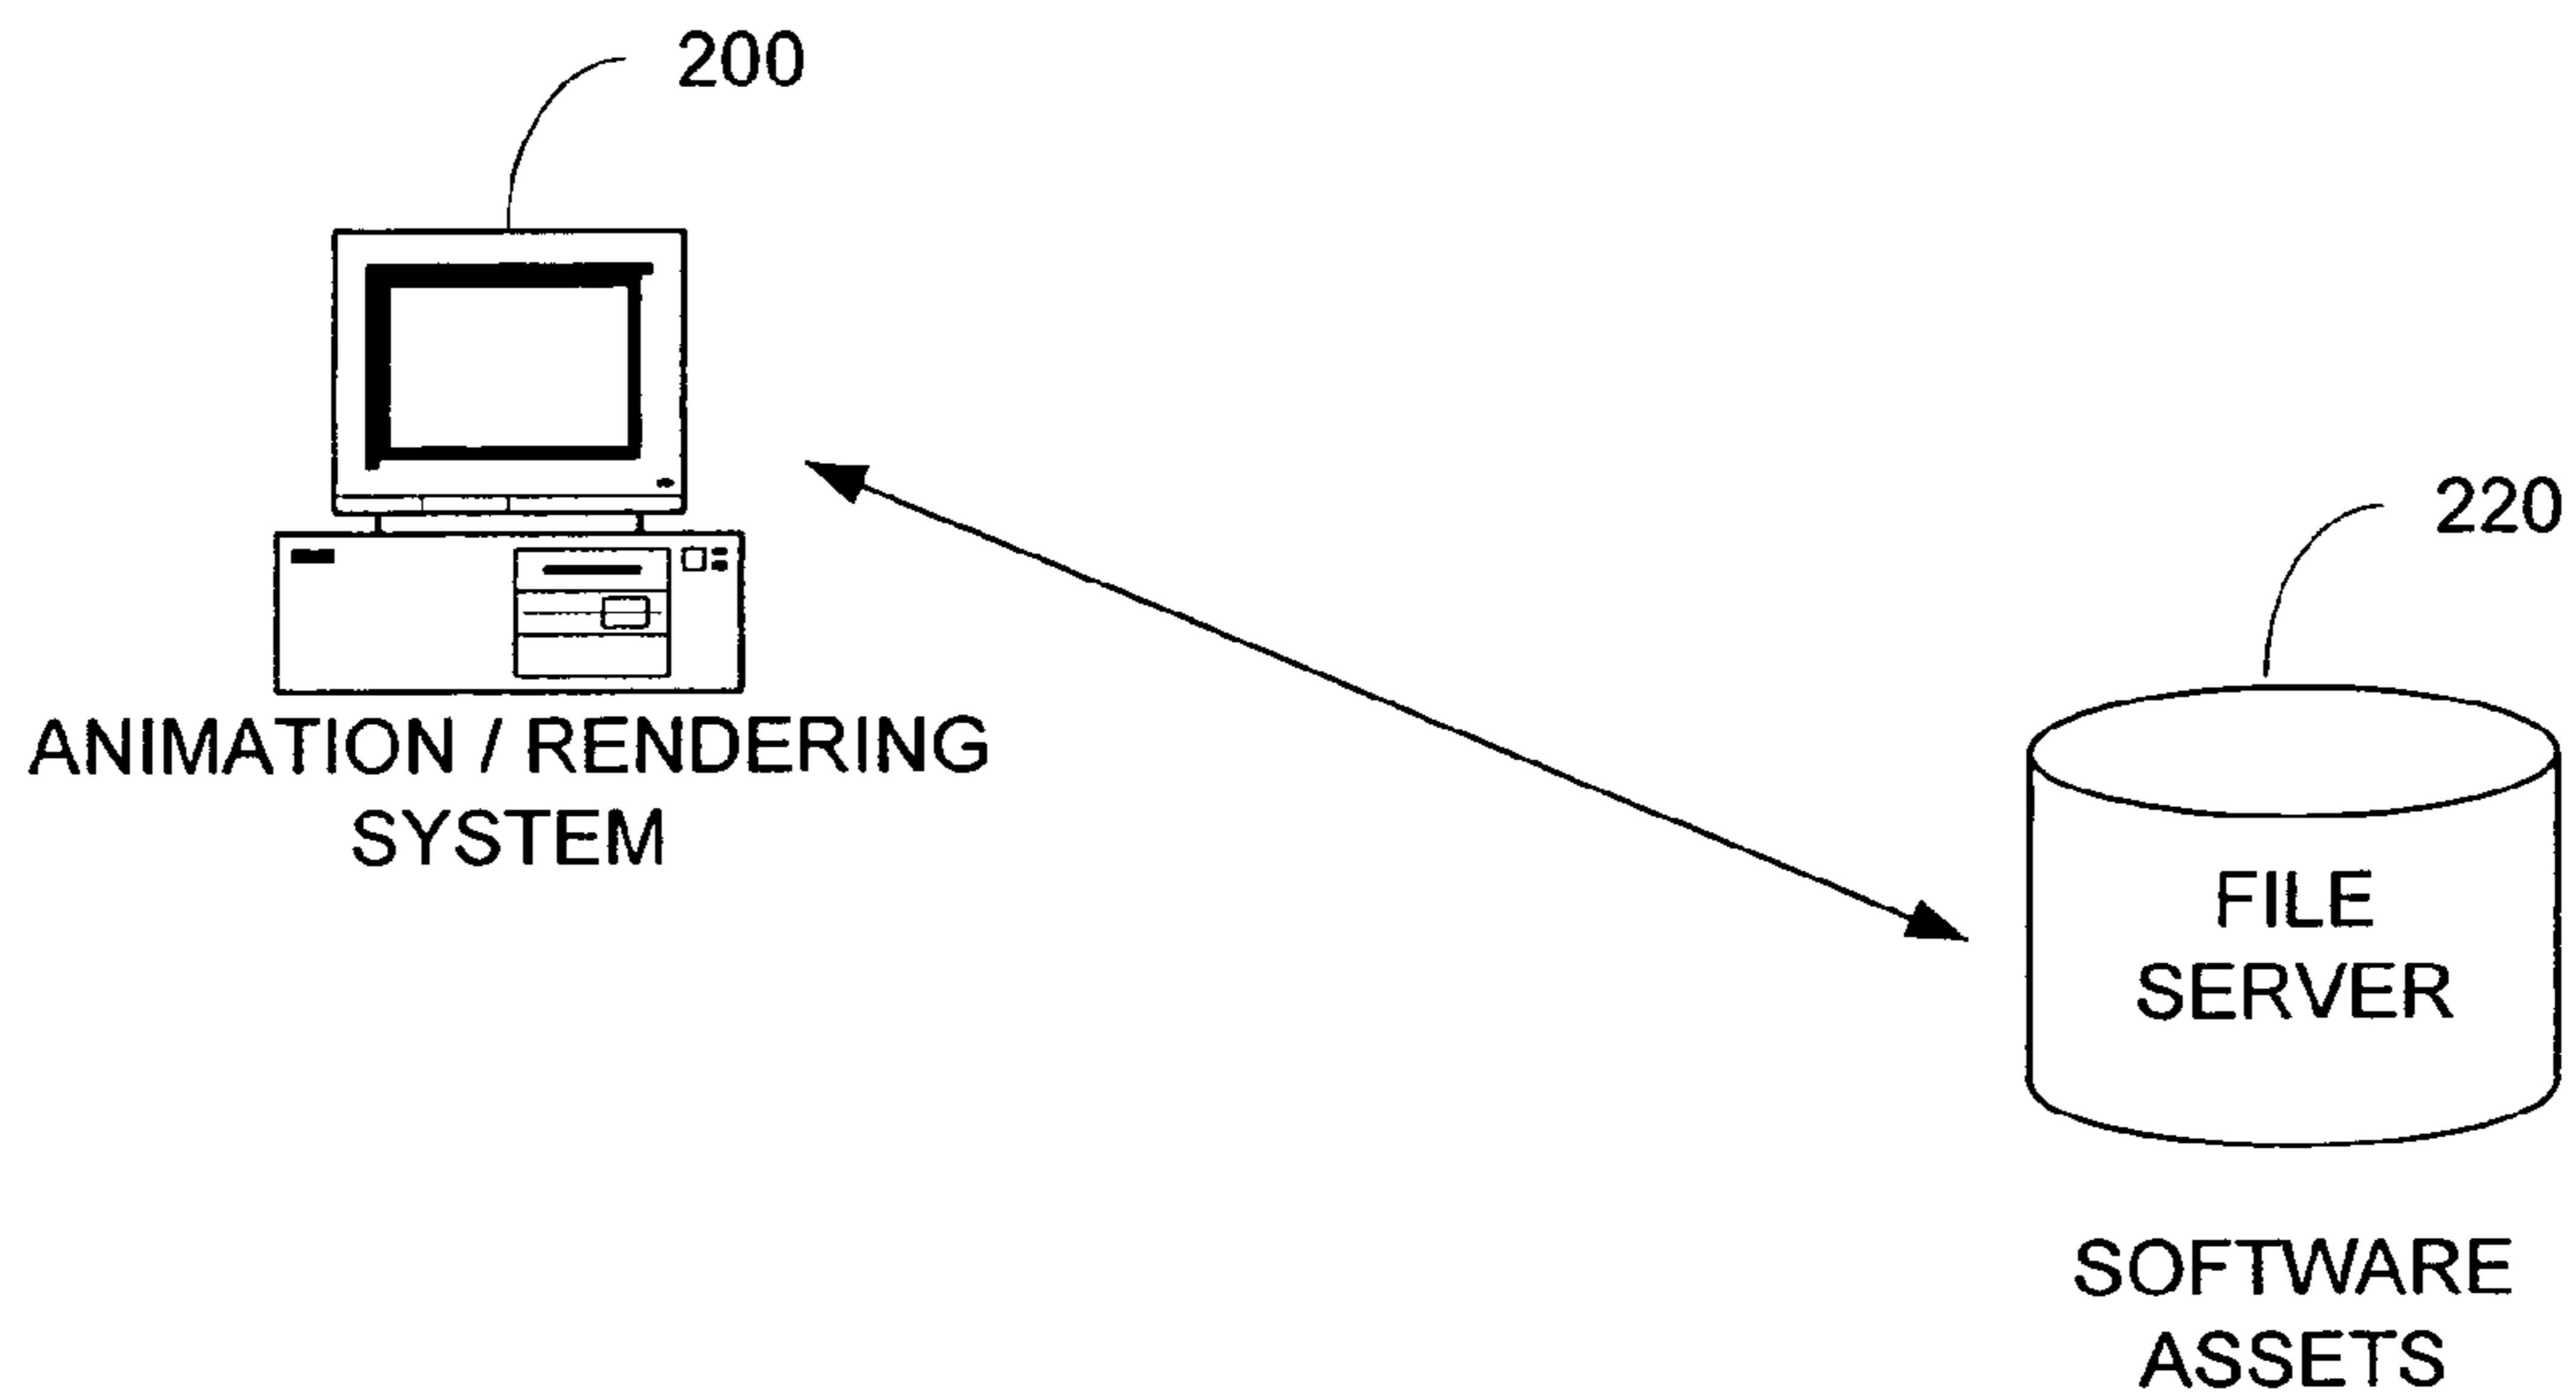 200
220
ANIMATION / RENDERING
SYSTEM
FILE
SERVER
SOFTWARE
ASSETS